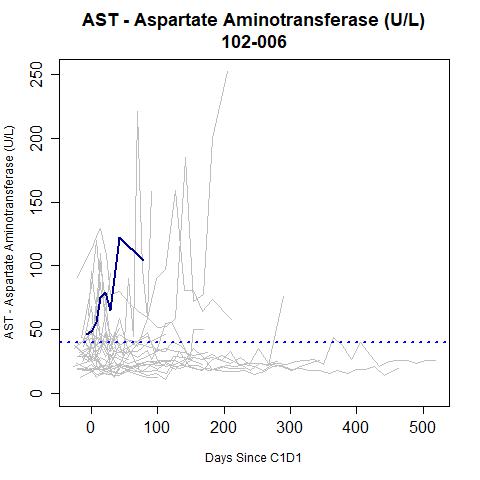 AST - Aspartate Aminotransferase (U/L)
102-006
AST - Aspartate Aminotransferase (U/L)
250
200
150
100
50
0
0 100 200 300 400 500
Days Since C1D1